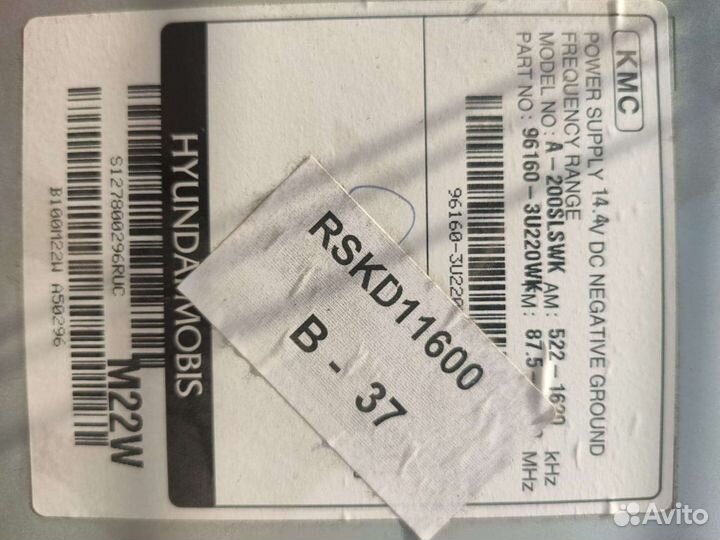 KMC
POWER SUPPLY 14.4V DC NEGATIVE GROUND
FREQUENCY RANGE
MODEL NO: A-200SLSWK AM: 522-1620 kHz
PART NO: 96160-3U220WK FM: 87.5- MHz
96160-3U22
RSKD11600
B - 37
HYUNDAI MOBIS
M22W
S127800296RUC
B100M22W A50296
Avito